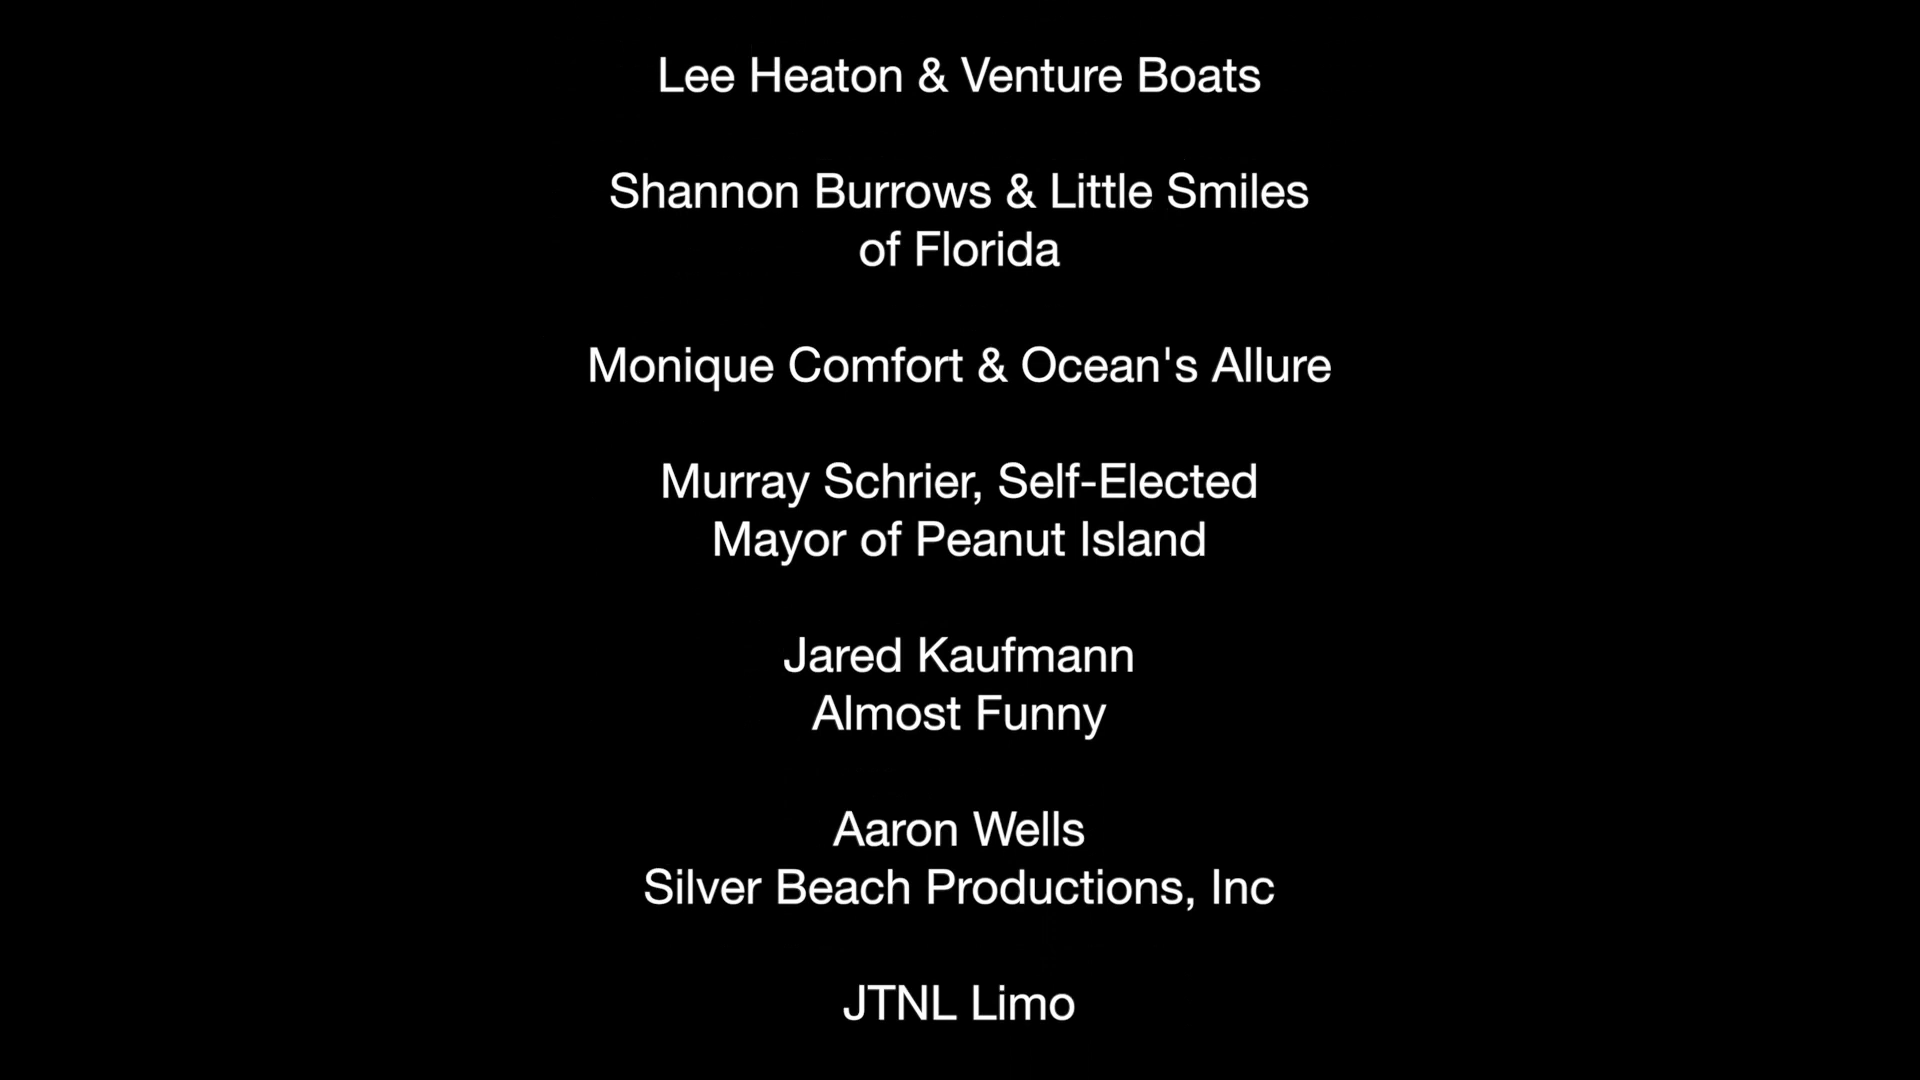 Lee Heaton & Venture Boats
Shannon Burrows & Little Smiles
of Florida
Monique Comfort & Ocean's Allure
Murray Schrier, Self-Elected
Mayor of Peanut Island
Jared Kaufmann
Almost Funny
Aaron Wells
Silver Beach Productions, Inc
JTNL Limo